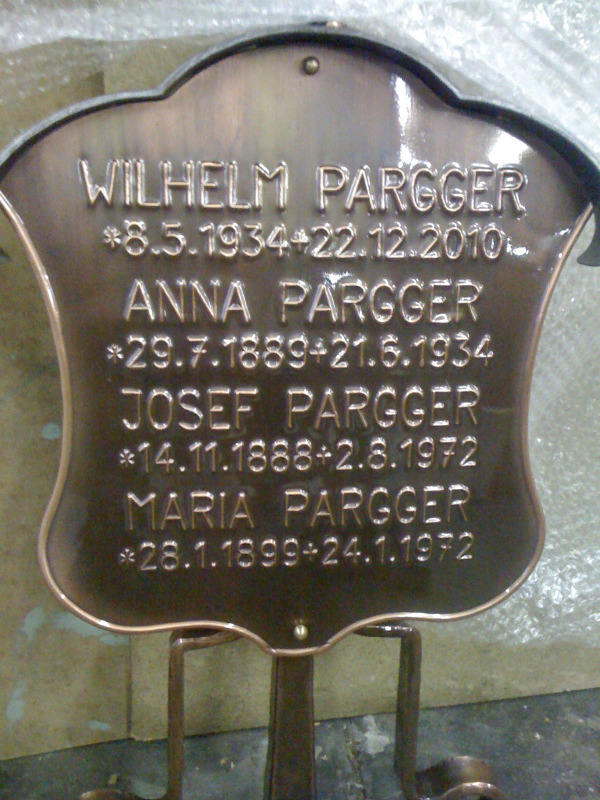 WILHELM PARGGER
*8.5.1934+22.12.2010
ANNA PARGGER
*29.7.1889+21.6.1934
JOSEF PARGGER
*14.11.1888+2.8.1972
MARIA PARGGER
*28.1.1899+24.1.1972